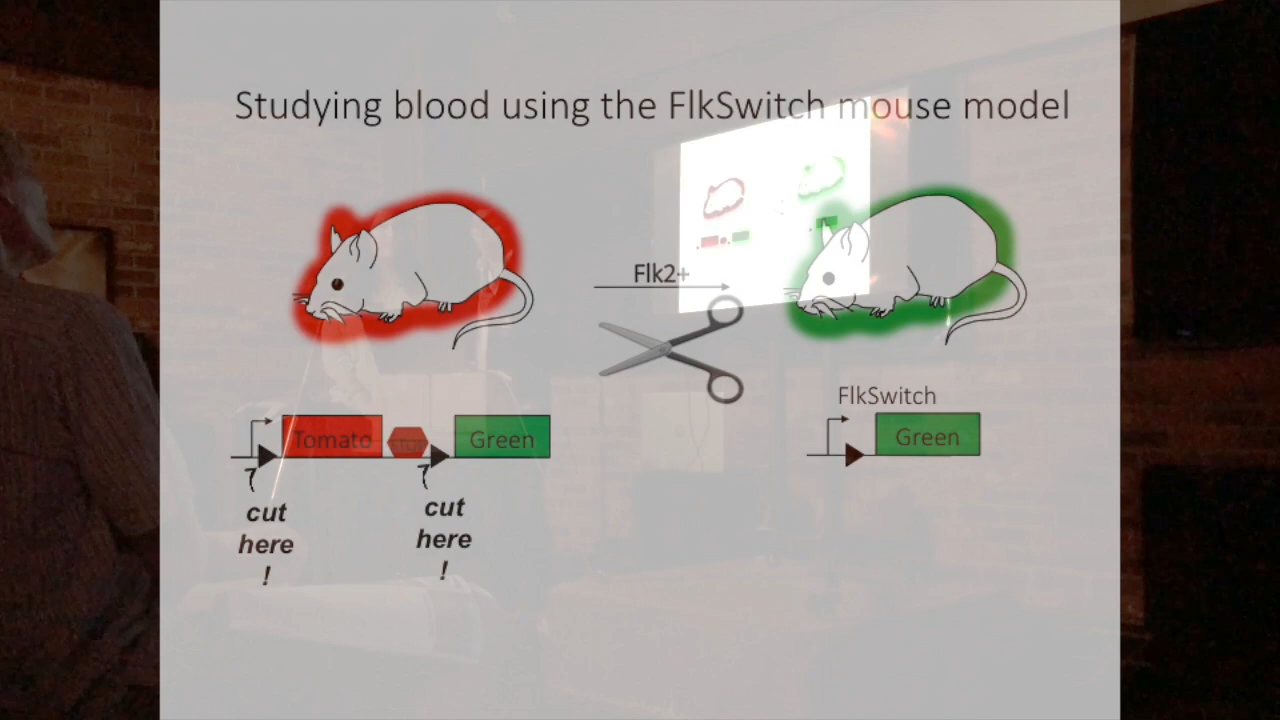 Studying blood using the FlkSwitch mouse model
Flk2+
FlkSwitch
Tomato
STOP
Green
Green
cut
here
!
cut
here
!